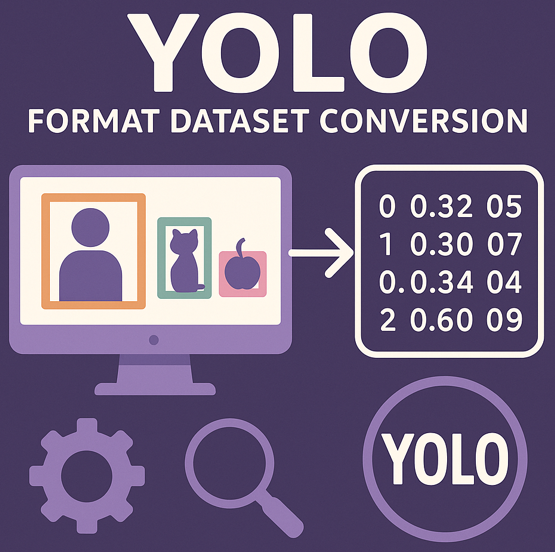 YOLO
FORMAT DATASET CONVERSION
0 0.32 05
1 0.30 07
0.0.34 04
2 0.60 09
YOLO